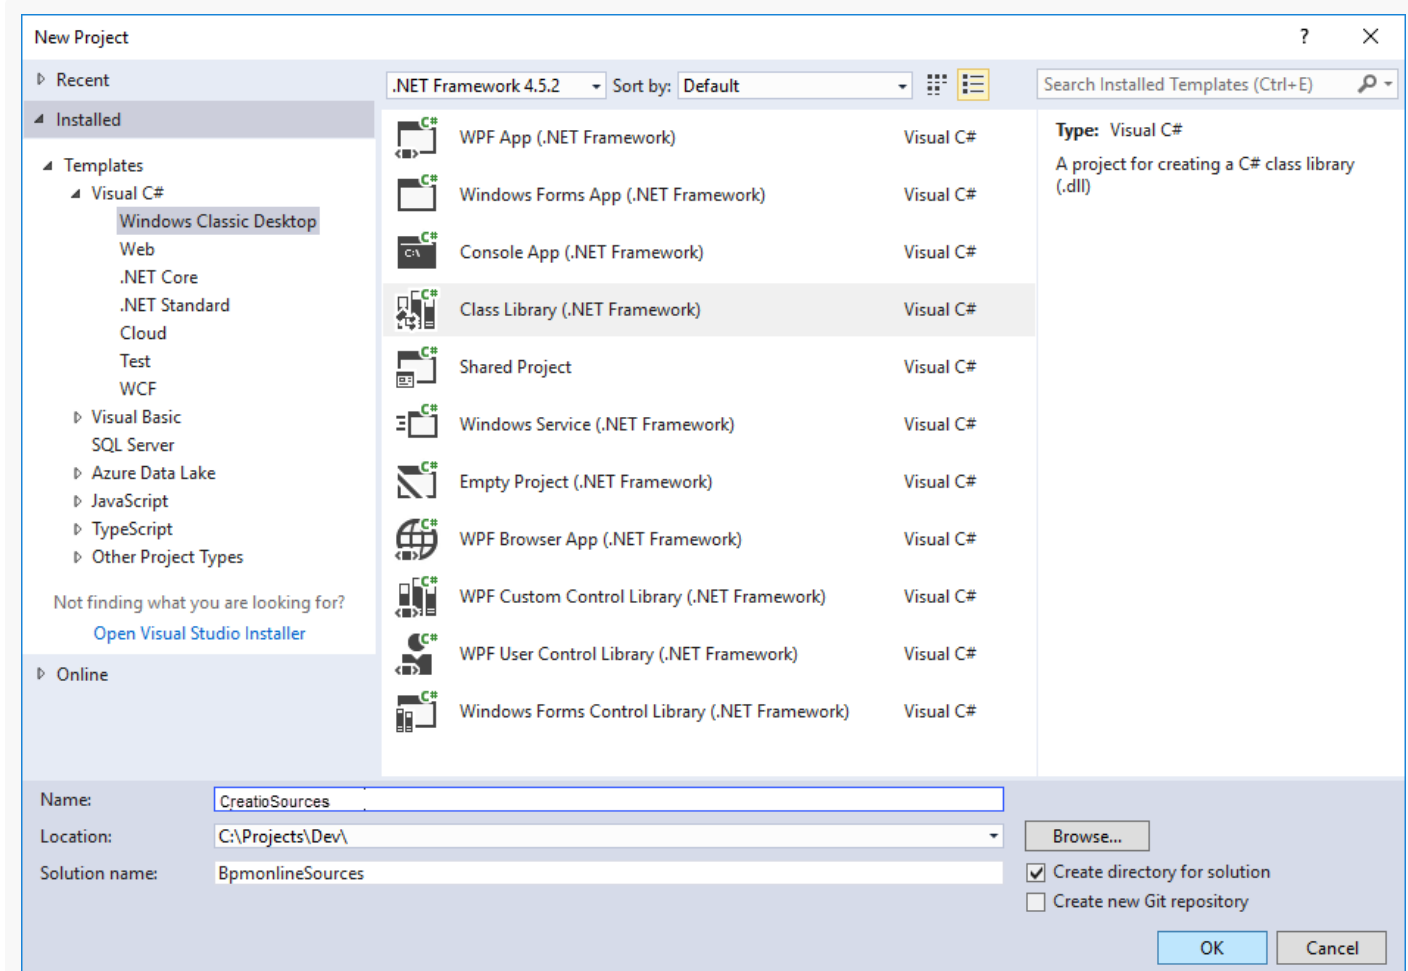 New Project
?
Recent
.NET Framework 4.5.2
Sort by: Default
Search Installed Templates (Ctrl+E)
Installed
Templates
Visual C#
Windows Classic Desktop
Web
.NET Core
.NET Standard
Cloud
Test
WCF
Visual Basic
SQL Server
Azure Data Lake
JavaScript
TypeScript
Other Project Types
Not finding what you are looking for?
Open Visual Studio Installer
Online
C# WPF App (.NET Framework) Visual C#
C# Windows Forms App (.NET Framework) Visual C#
C# C:\ Console App (.NET Framework) Visual C#
C# Class Library (.NET Framework) Visual C#
C# Shared Project Visual C#
C# Windows Service (.NET Framework) Visual C#
C# Empty Project (.NET Framework) Visual C#
C# WPF Browser App (.NET Framework) Visual C#
C# WPF Custom Control Library (.NET Framework) Visual C#
C# WPF User Control Library (.NET Framework) Visual C#
C# Windows Forms Control Library (.NET Framework) Visual C#
Type: Visual C#
A project for creating a C# class library
(.dll)
Name: CreatioSources
Location: C:\Projects\Dev\
Browse...
Solution name: BpmonlineSources
Create directory for solution
Create new Git repository
OK
Cancel